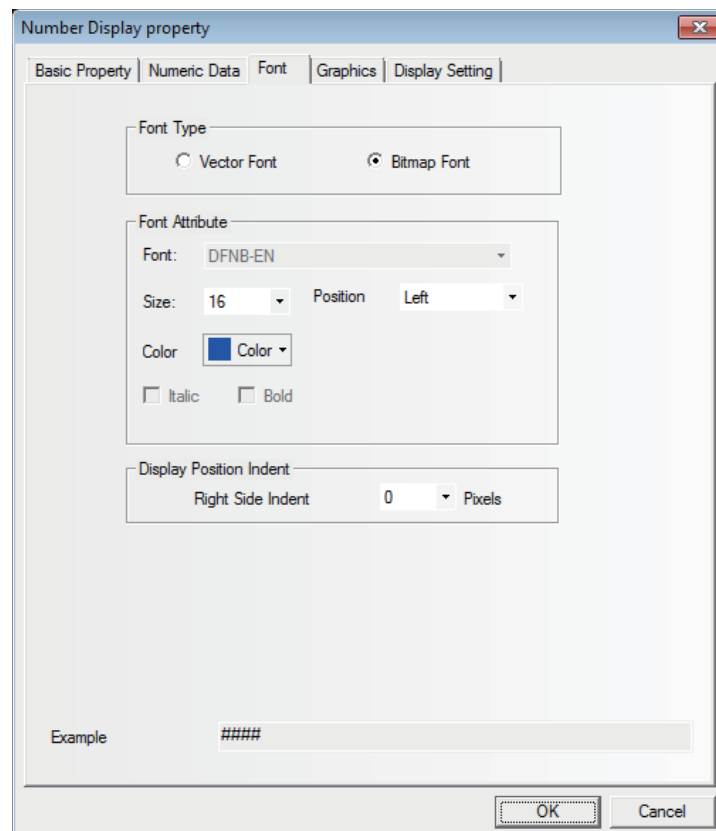 Number Display property
Basic Property Numeric Data Font Graphics Display Setting
Font Type
Vector Font Bitmap Font
Font Attribute
Font: DFNB-EN
Size: 16 Position Left
Color Color
Italic Bold
Display Position Indent
Right Side Indent 0 Pixels
Example ####
OK Cancel